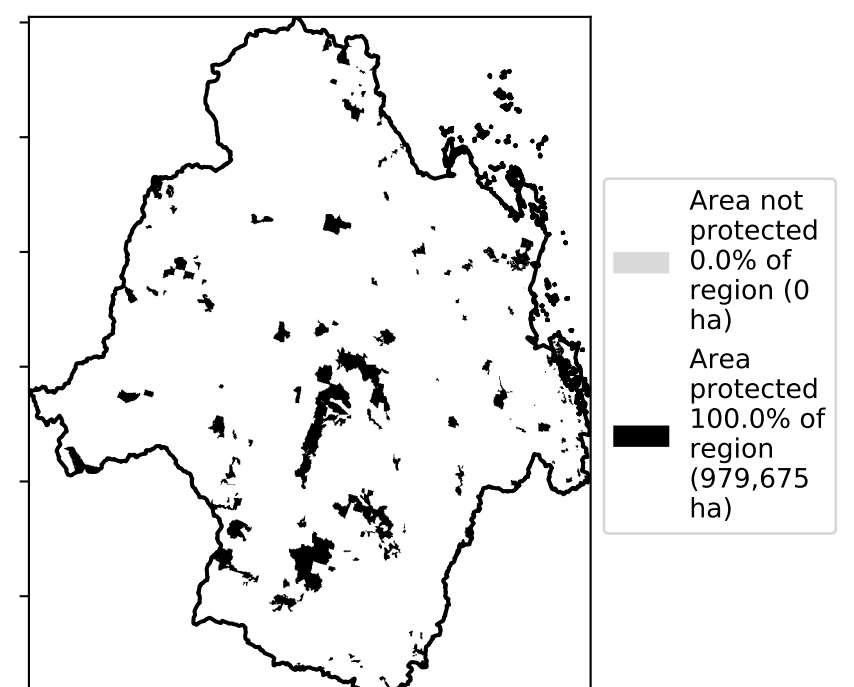 Area not
protected
0.0% of
region (0
ha)
Area
protected
100.0% of
region
(979,675
ha)